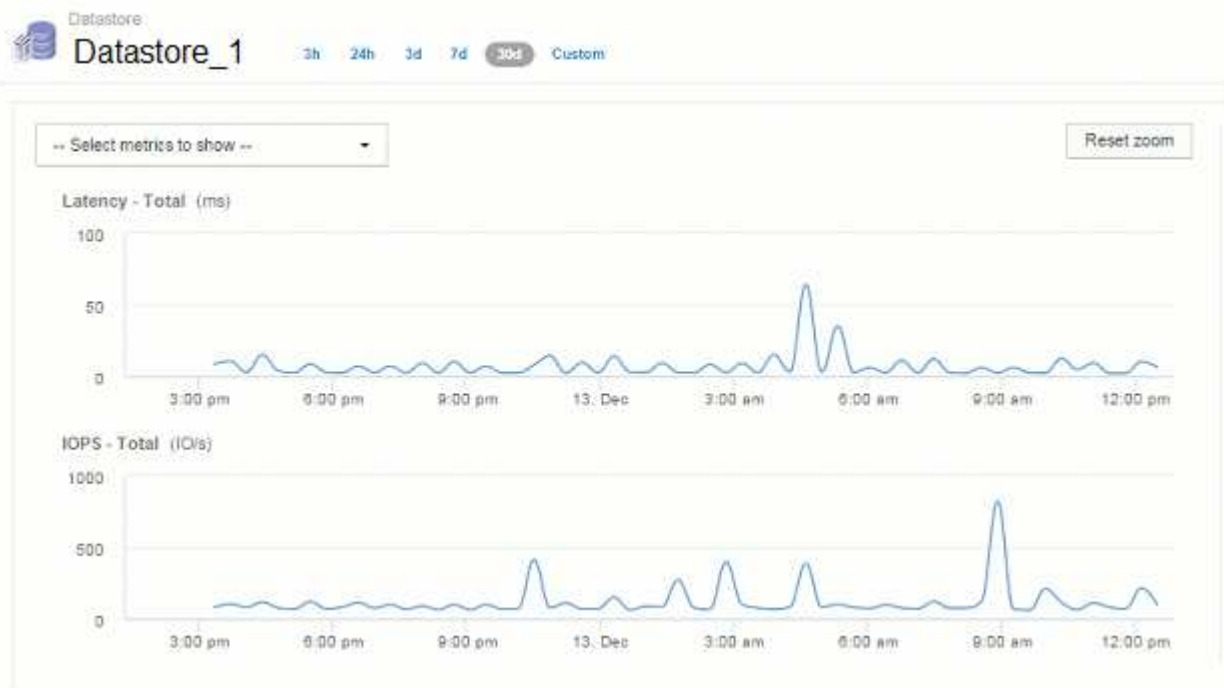 Datastore
Datastore_1 3h 24h 3d 7d 30d Custom
-- Select metrics to show -- Reset zoom
Latency - Total (ms)
100
50
0
3:00 pm 6:00 pm 9:00 pm 13. Dec 3:00 am 6:00 am 9:00 am 12:00 pm
IOPS - Total (IO/s)
1000
500
0
3:00 pm 6:00 pm 9:00 pm 13. Dec 3:00 am 6:00 am 9:00 am 12:00 pm